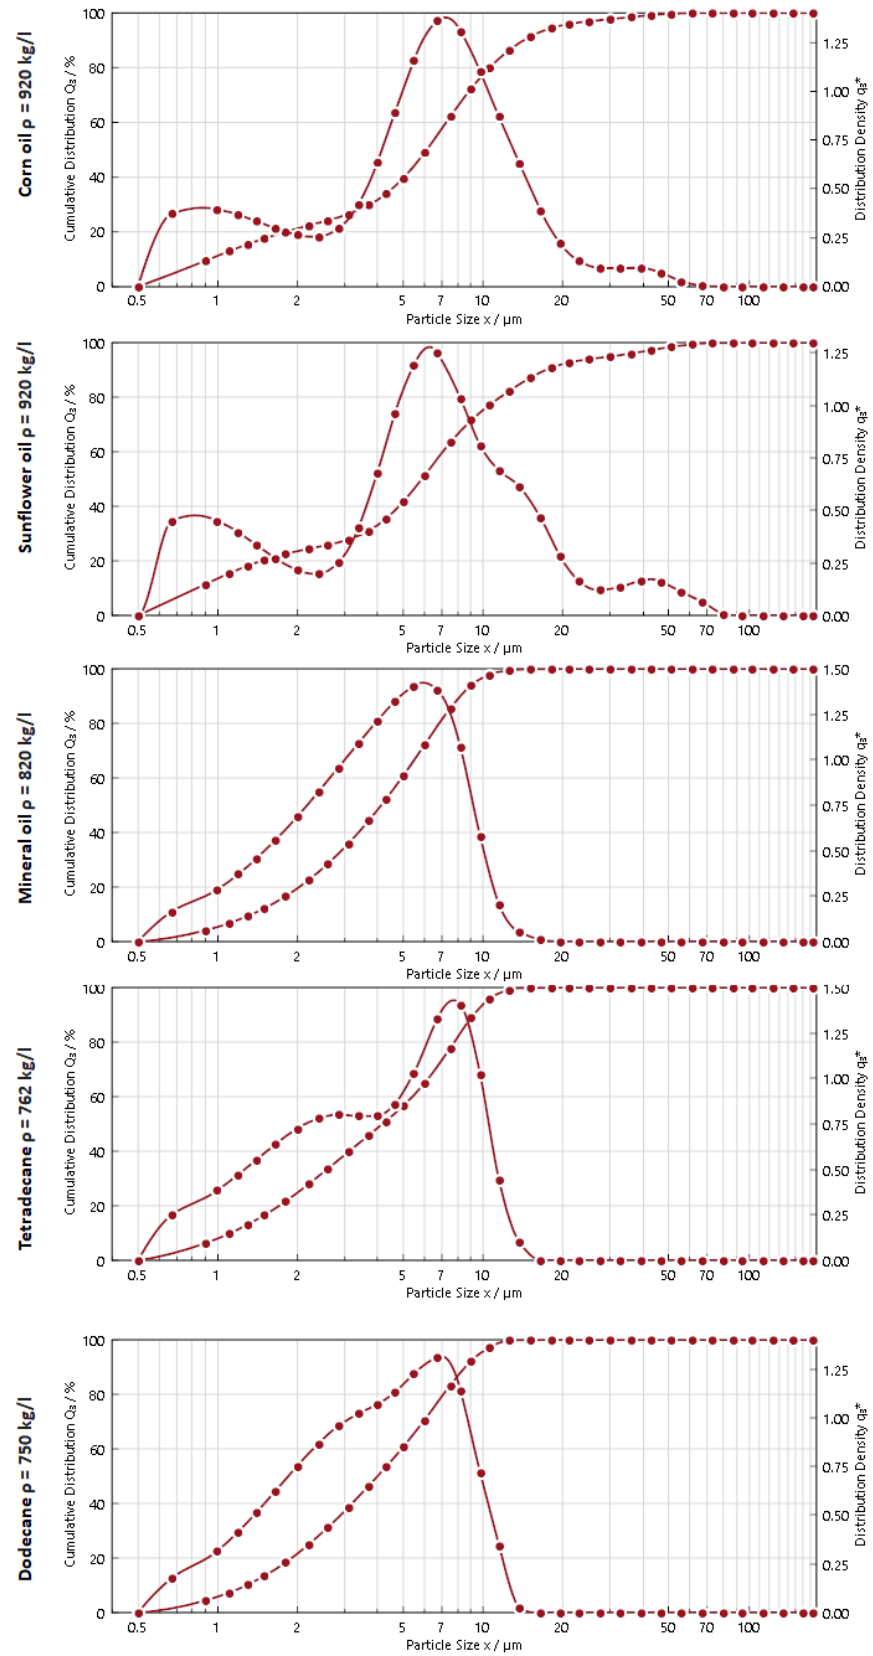 Corn oil ρ = 920 kg/l
Cumulative Distribution Q₃ / %
100
80
60
40
20
0
1.25
1.00
0.75
0.50
0.25
0.00
Distribution Density q₃*
0.5 1 2 5 7 10 20 50 70 100
Particle Size x / µm
Sunflower oil ρ = 920 kg/l
Cumulative Distribution Q₃ / %
100
80
60
40
20
0
1.25
1.00
0.75
0.50
0.25
0.00
Distribution Density q₃*
0.5 1 2 5 7 10 20 50 70 100
Particle Size x / µm
Mineral oil ρ = 820 kg/l
Cumulative Distribution Q₃ / %
100
80
60
40
20
0
1.50
1.25
1.00
0.75
0.50
0.25
0.00
Distribution Density q₃*
0.5 1 2 5 7 10 20 50 70 100
Particle Size x / µm
Tetradecane ρ = 762 kg/l
Cumulative Distribution Q₃ / %
100
80
60
40
20
0
1.50
1.25
1.00
0.75
0.50
0.25
0.00
Distribution Density q₃*
0.5 1 2 5 7 10 20 50 70 100
Particle Size x / µm
Dodecane ρ = 750 kg/l
Cumulative Distribution Q₃ / %
100
80
60
40
20
0
1.25
1.00
0.75
0.50
0.25
0.00
Distribution Density q₃*
0.5 1 2 5 7 10 20 50 70 100
Particle Size x / µm